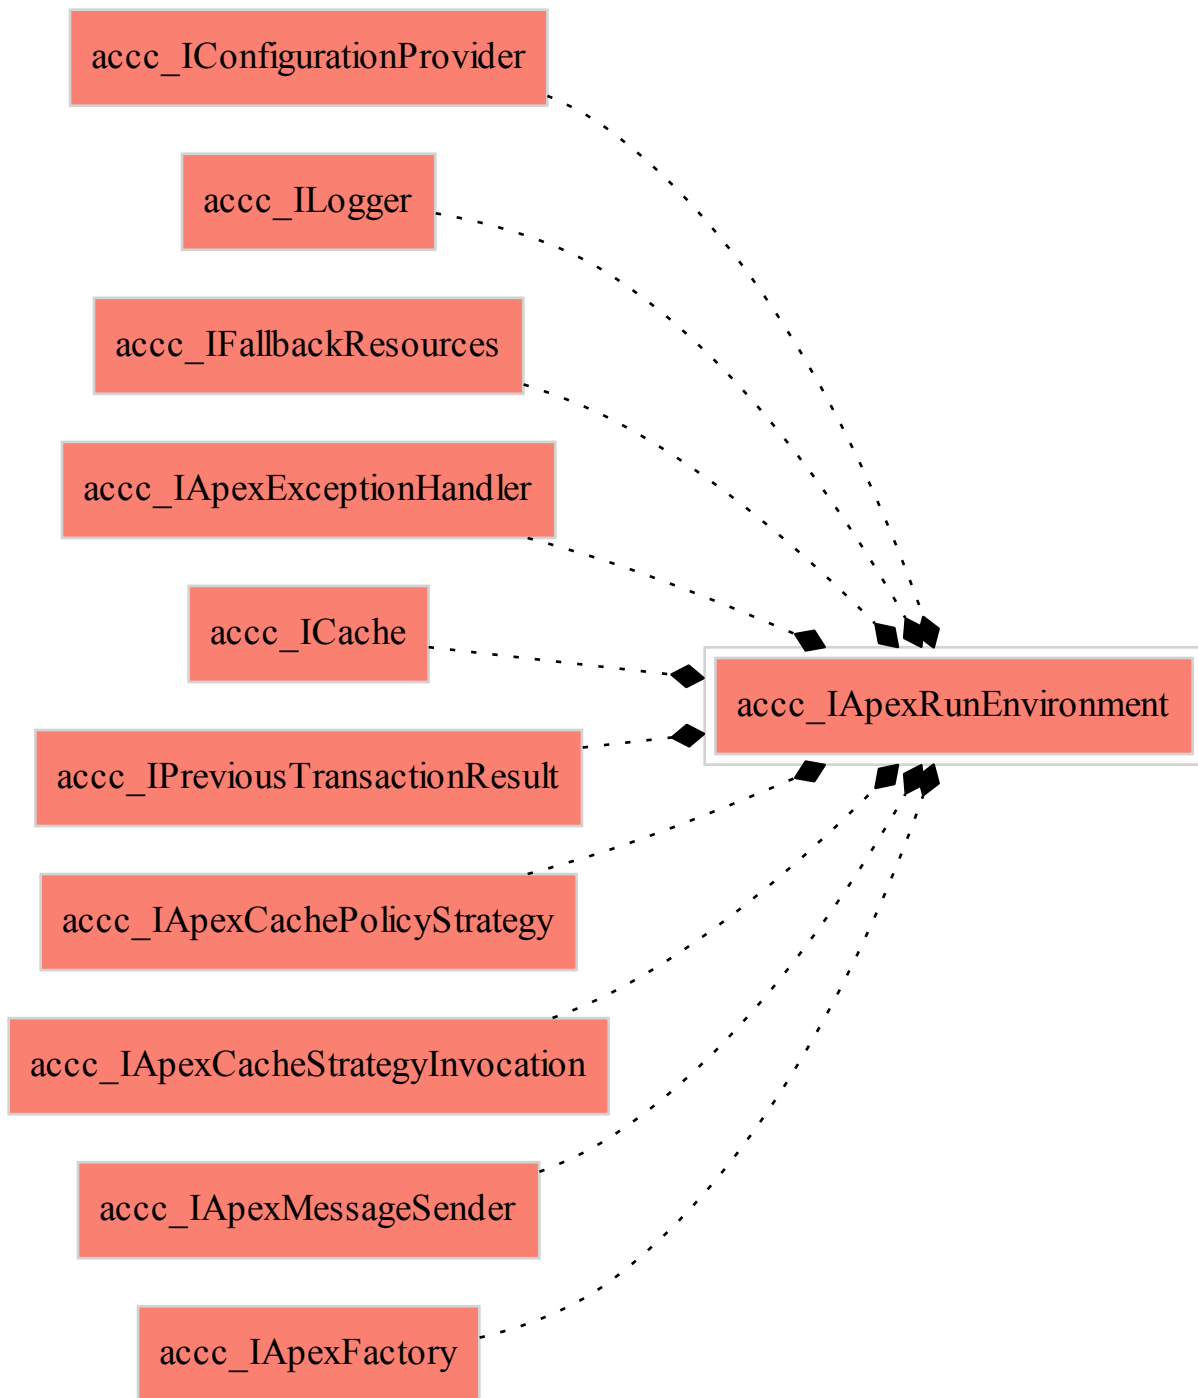 accc_IConfigurationProvider
accc_ILogger
accc_IFallbackResources
accc_IApexExceptionHandler
accc_ICache
accc_IApexRunEnvironment
accc_IPreviousTransactionResult
accc_IApexCachePolicyStrategy
accc_IApexCacheStrategyInvocation
accc_IApexMessageSender
accc_IApexFactory